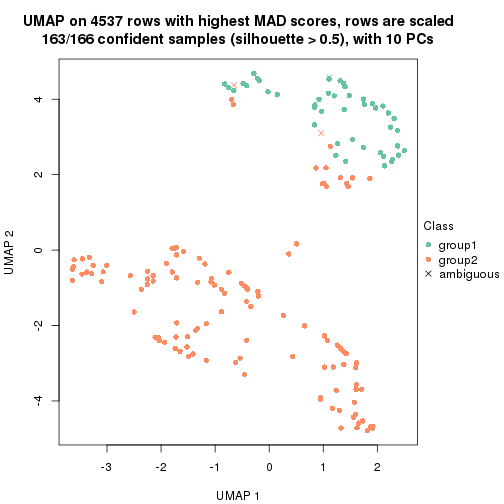 UMAP on 4537 rows with highest MAD scores, rows are scaled
163/166 confident samples (silhouette > 0.5), with 10 PCs
4
2
0
-2
-4
UMAP 2
-3
-2
-1
0
1
2
UMAP 1
Class
group1
group2
ambiguous